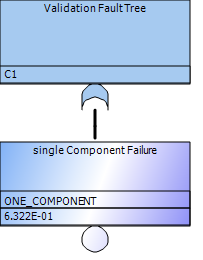 Validation Fault Tree
C1
single Component Failure
ONE_COMPONENT
6.322E-01